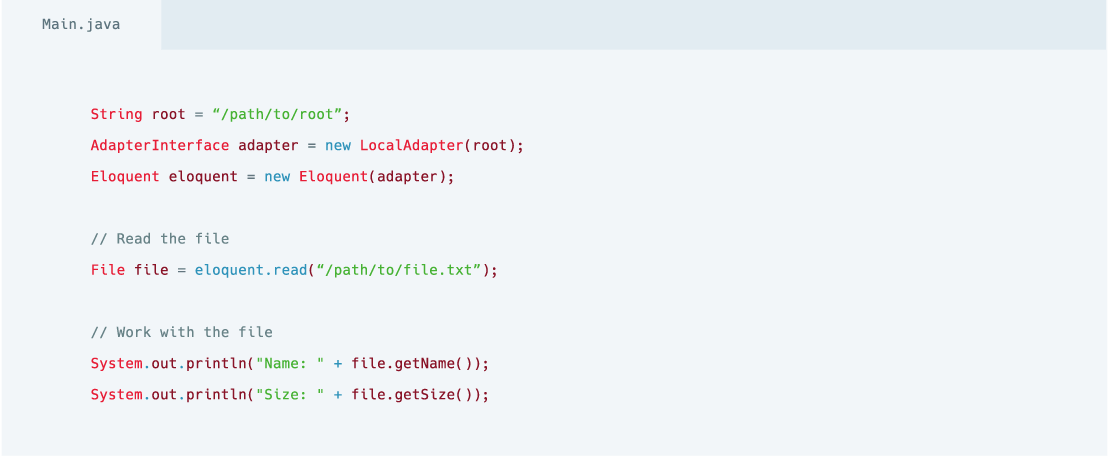 Main.java
String root = “/path/to/root”;
AdapterInterface adapter = new LocalAdapter(root);
Eloquent eloquent = new Eloquent(adapter);
// Read the file
File file = eloquent.read(“/path/to/file.txt”);
// Work with the file
System.out.println("Name: " + file.getName());
System.out.println("Size: " + file.getSize());